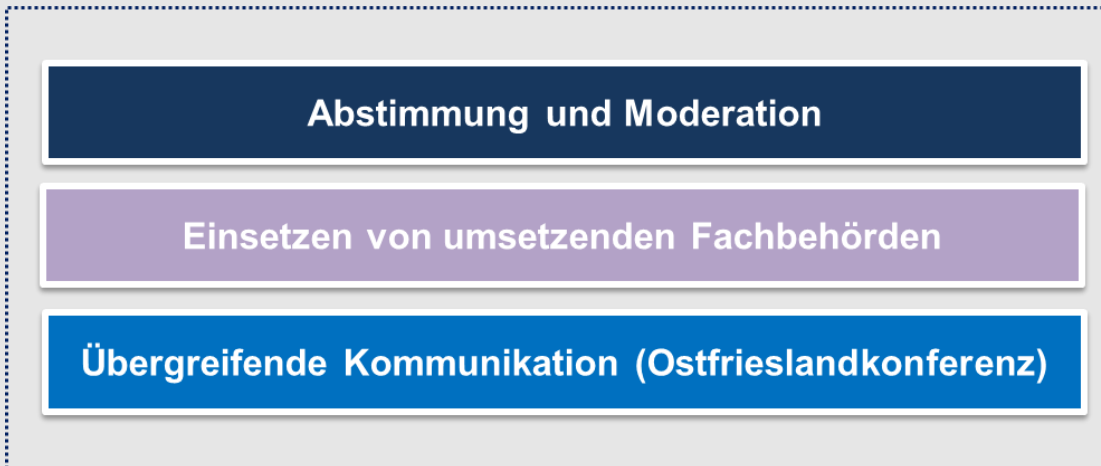 Abstimmung und Moderation
Einsetzen von umsetzenden Fachbehörden
Übergreifende Kommunikation (Ostfrieslandkonferenz)